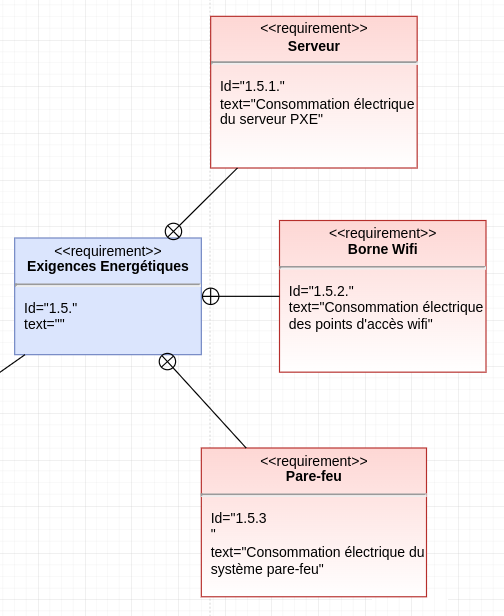 <<requirement>>
Serveur
Id="1.5.1."
text="Consommation électrique
du serveur PXE"
<<requirement>>
Borne Wifi
Id="1.5.2."
text="Consommation électrique
des points d'accès wifi"
<<requirement>>
Exigences Energétiques
Id="1.5."
text=""
<<requirement>>
Pare-feu
Id="1.5.3
"
text="Consommation électrique du
système pare-feu"